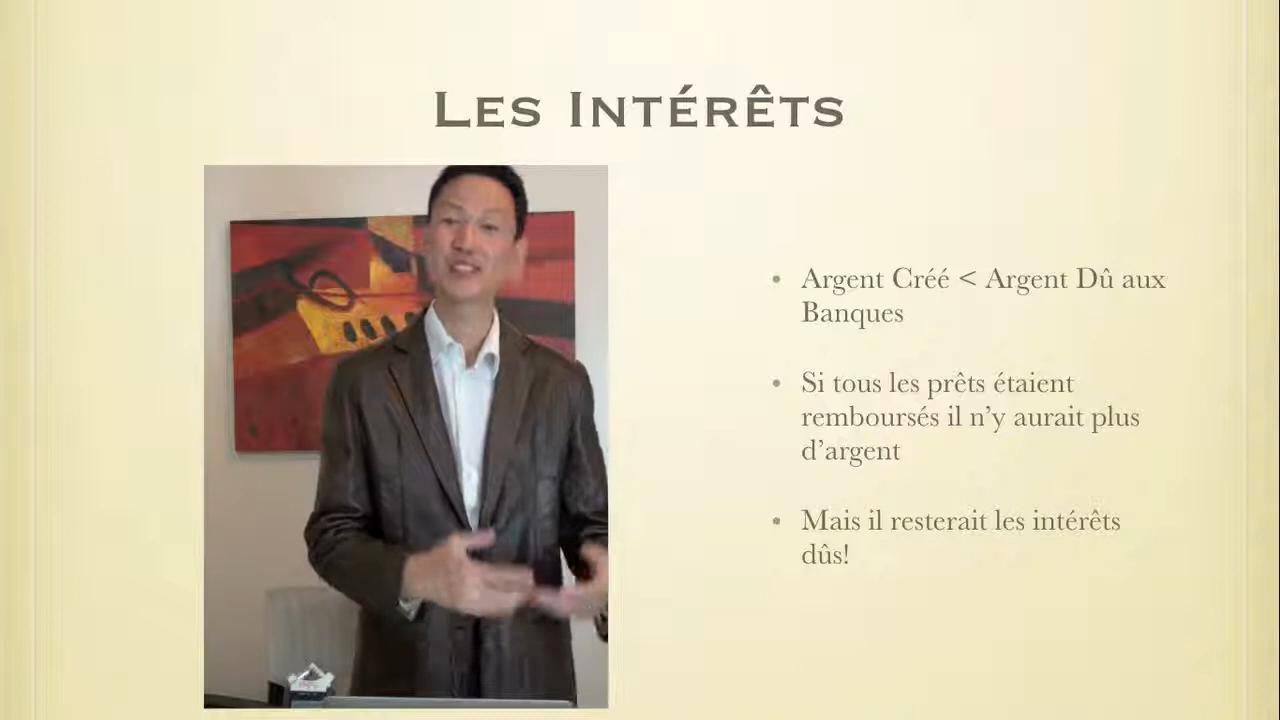 Les Intérêts
• Argent Créé < Argent Dû aux
Banques
• Si tous les prêts étaient
remboursés il n’y aurait plus
d’argent
• Mais il resterait les intérêts
dûs!